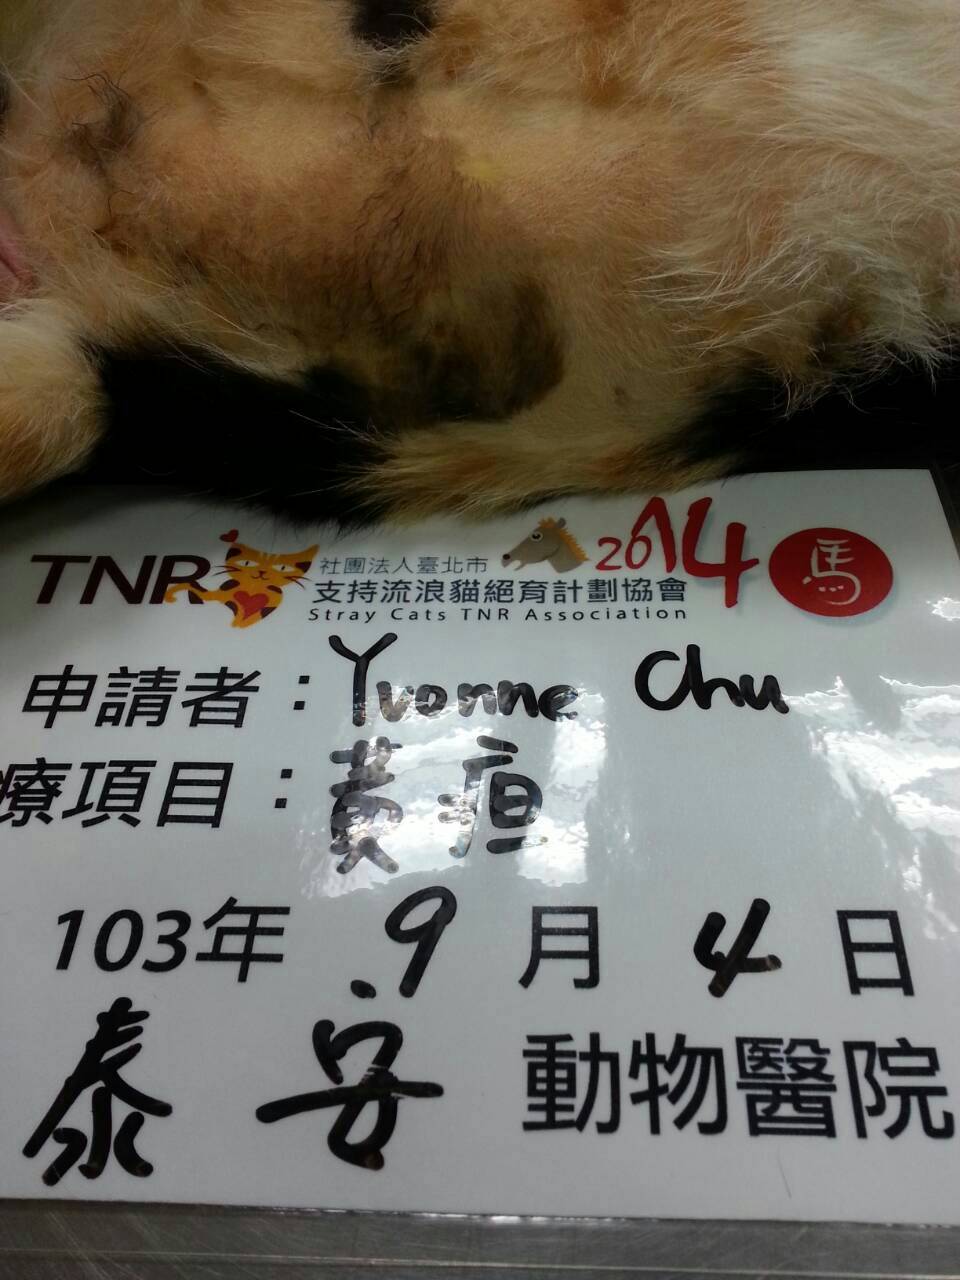 TNR 社團法人臺北市 2014 馬
支持流浪貓絕育計劃協會
Stray Cats TNR Association
申請者：Yvonne Chu
療項目：黃疸
103年 9 月 4 日
泰安 動物醫院